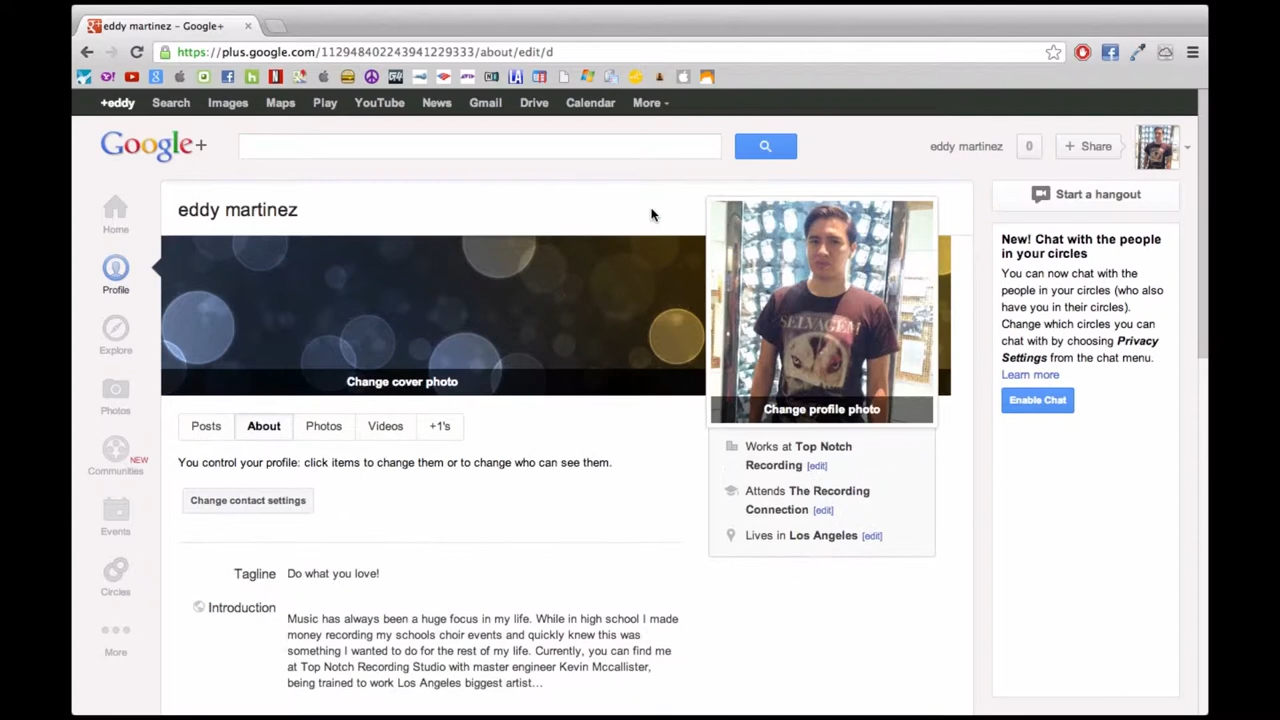 eddy martinez - Google+
https://plus.google.com/112948402243941229333/about/edit/d
+eddy Search Images Maps Play YouTube News Gmail Drive Calendar More
Google+
eddy martinez 0 + Share
eddy martinez
Start a hangout
Home
Profile
Explore
Photos
NEW
Communities
Events
Circles
More
Change cover photo
SELVAGEM
Change profile photo
Posts About Photos Videos +1's
You control your profile: click items to change them or to change who can see them.
Change contact settings
Works at Top Notch
Recording [edit]
Attends The Recording
Connection [edit]
Lives in Los Angeles [edit]
Tagline Do what you love!
Introduction
Music has always been a huge focus in my life. While in high school I made
money recording my schools choir events and quickly knew this was
something I wanted to do for the rest of my life. Currently, you can find me
at Top Notch Recording Studio with master engineer Kevin Mccallister,
being trained to work Los Angeles biggest artist…
New! Chat with the people
in your circles
You can now chat with the
people in your circles (who also
have you in their circles).
Change which circles you can
chat with by choosing Privacy
Settings from the chat menu.
Learn more
Enable Chat